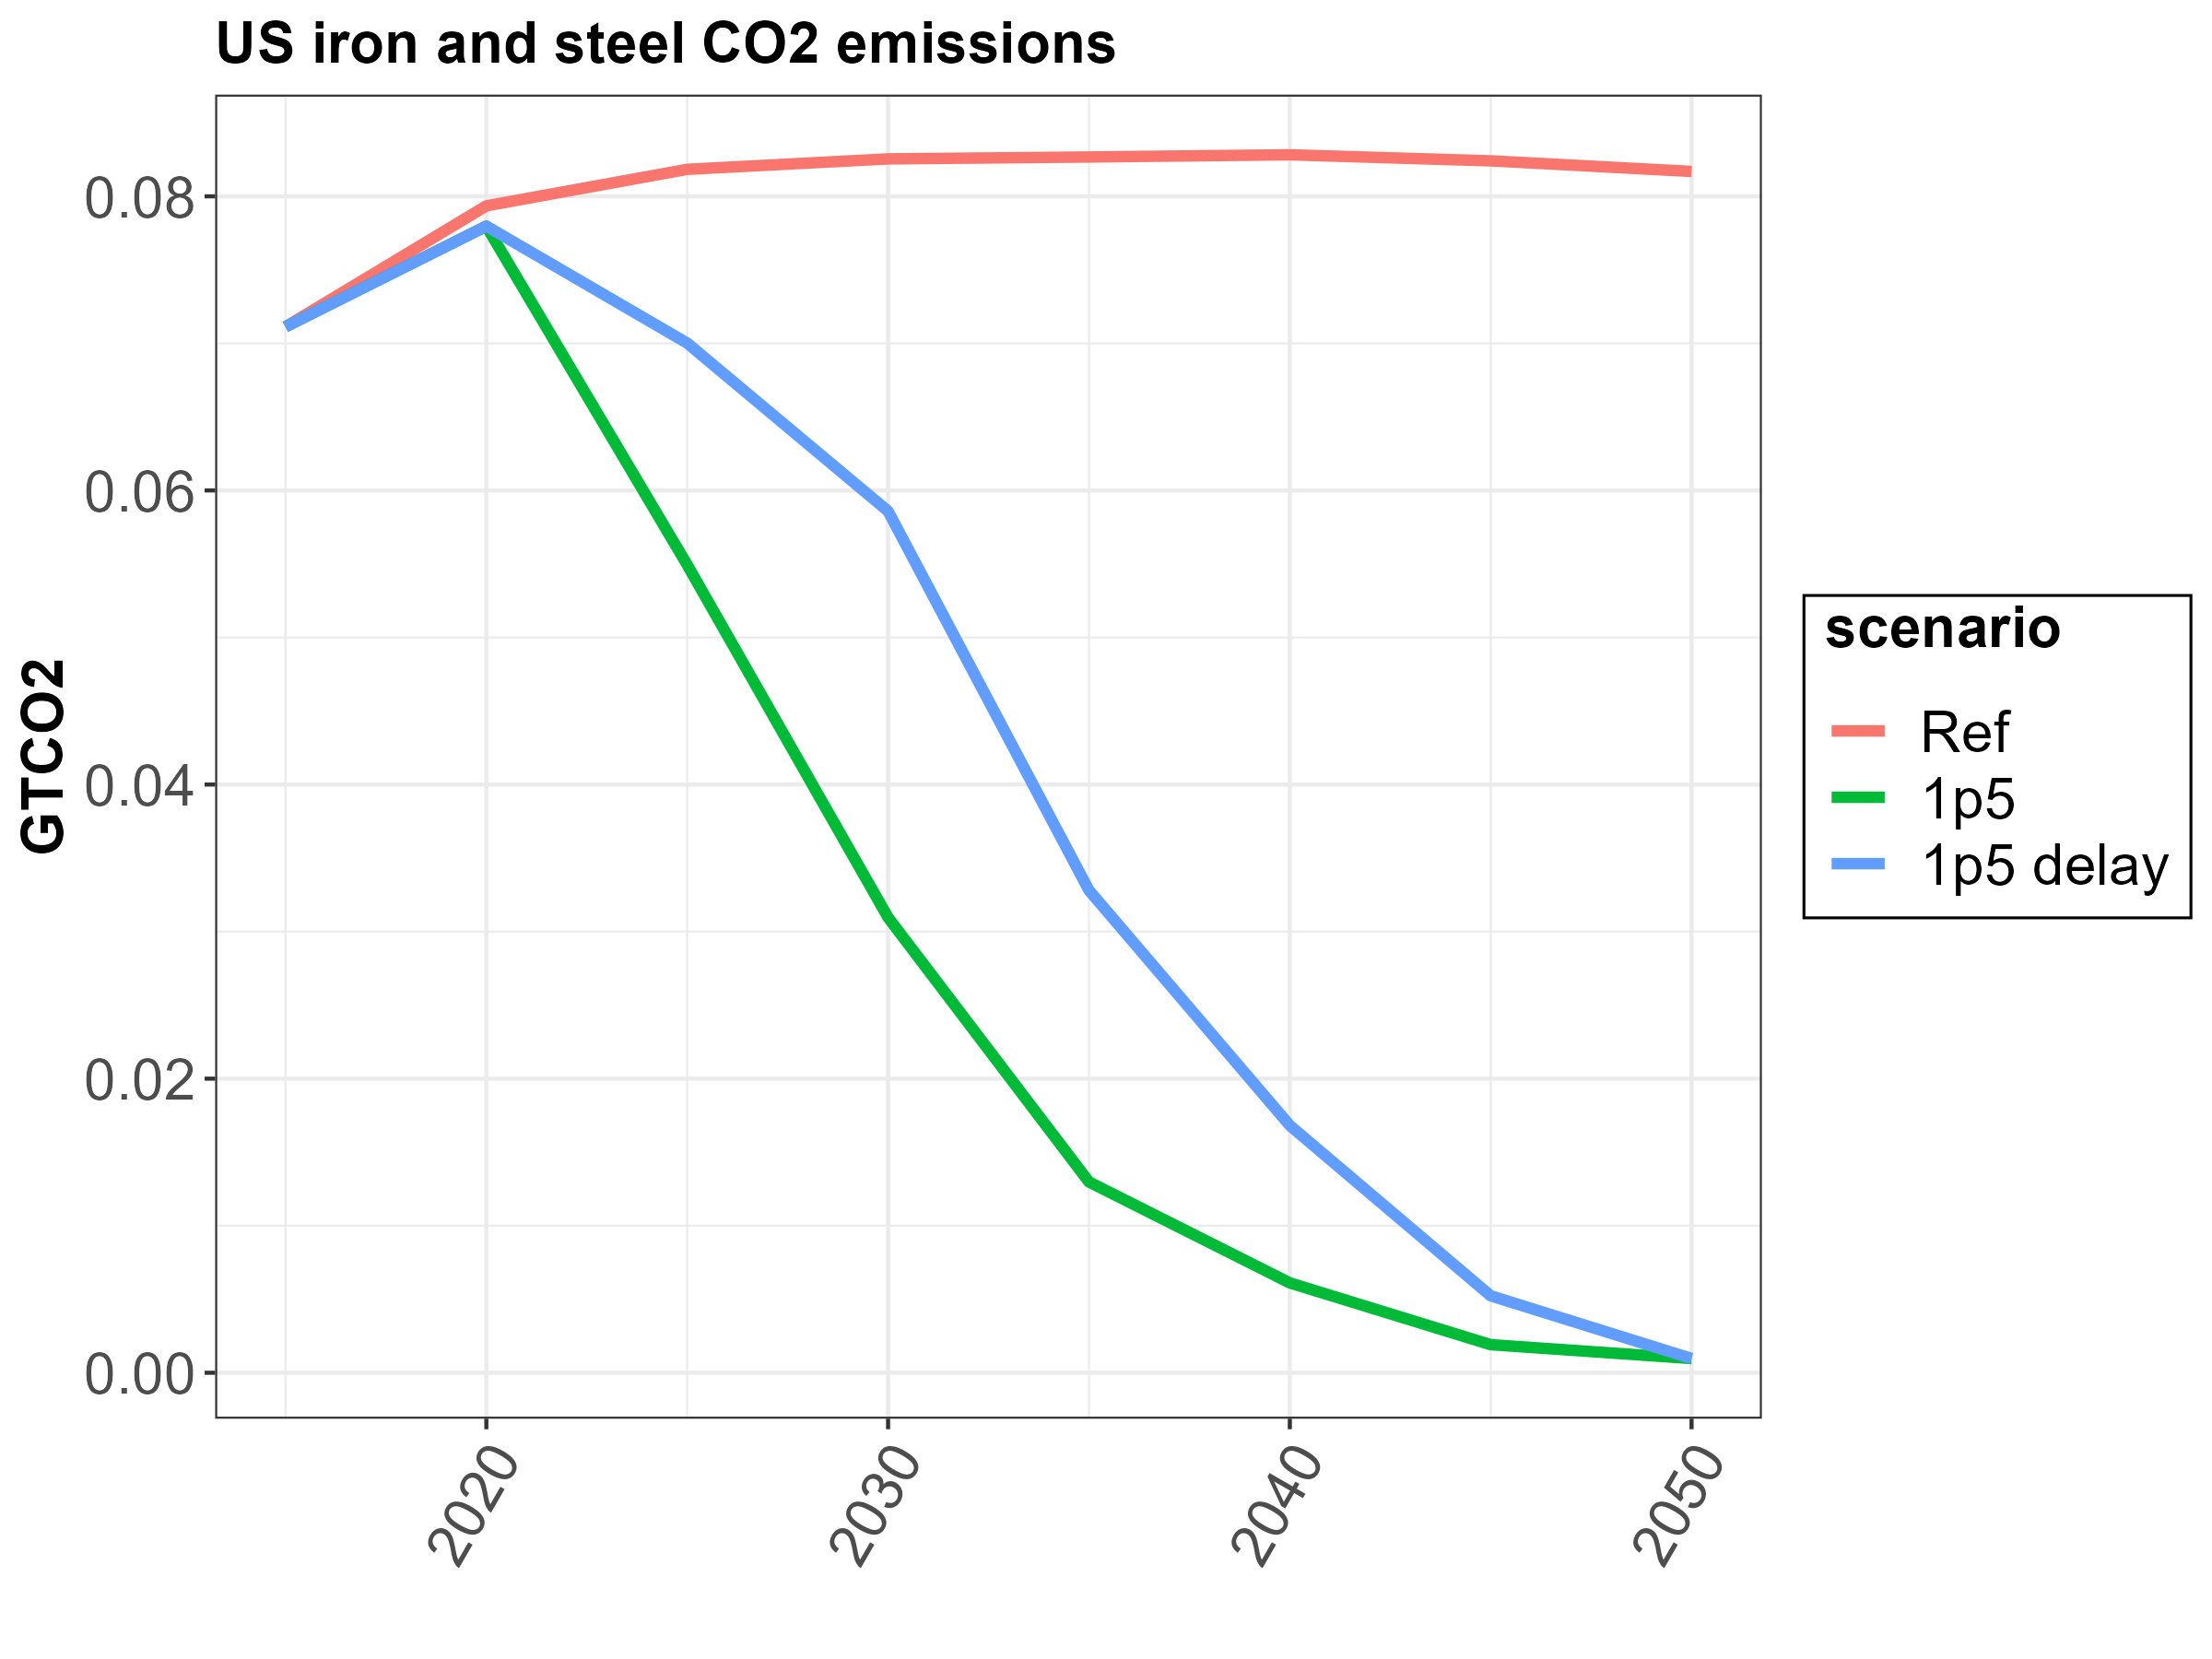 US iron and steel CO2 emissions
GTCO2
0.08
0.06
0.04
0.02
0.00
2020
2030
2040
2050
scenario
Ref
1p5
1p5 delay